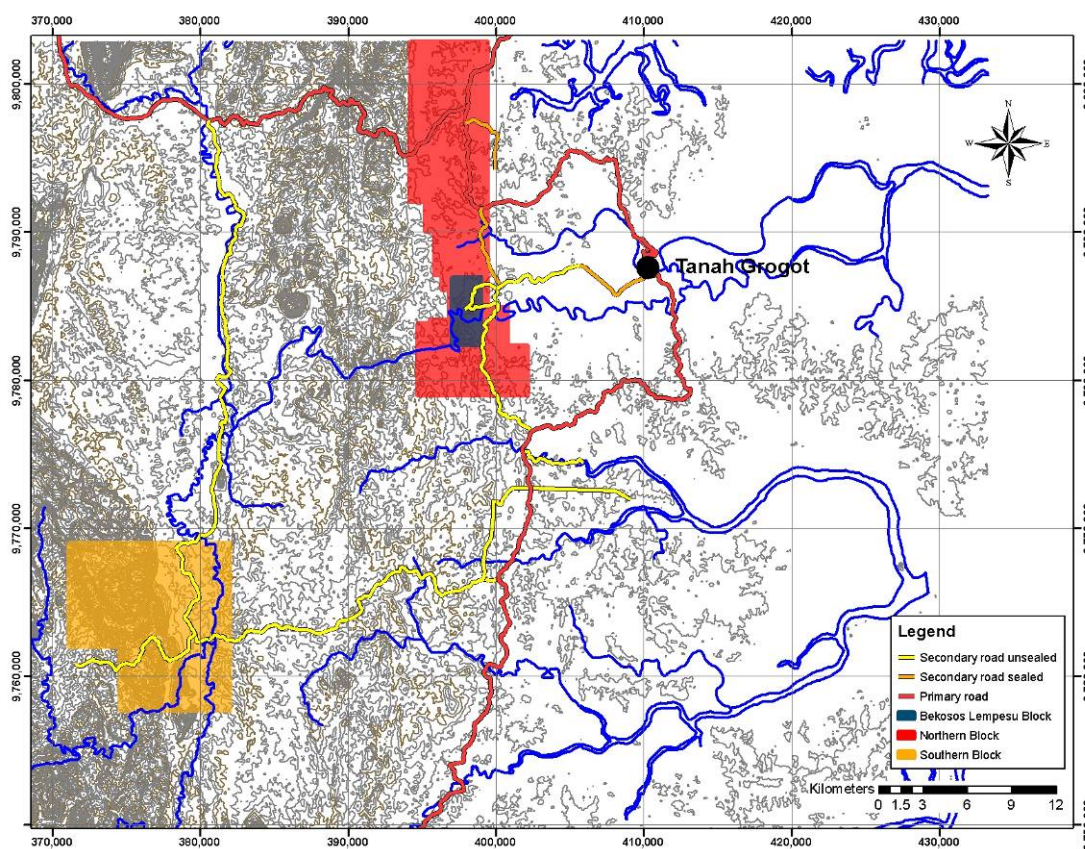 370,000 380,000 390,000 400,000 410,000 420,000 430,000
9,800,000
N
W E
S
9,790,000
Tanah Grogot
9,780,000
9,770,000
9,760,000
Legend
Secondary road unsealed
Secondary road sealed
Primary road
Bekosos Lempesu Block
Northern Block
Southern Block
Kilometers
0 1.5 3 6 9 12
370,000 380,000 390,000 400,000 410,000 420,000 430,000